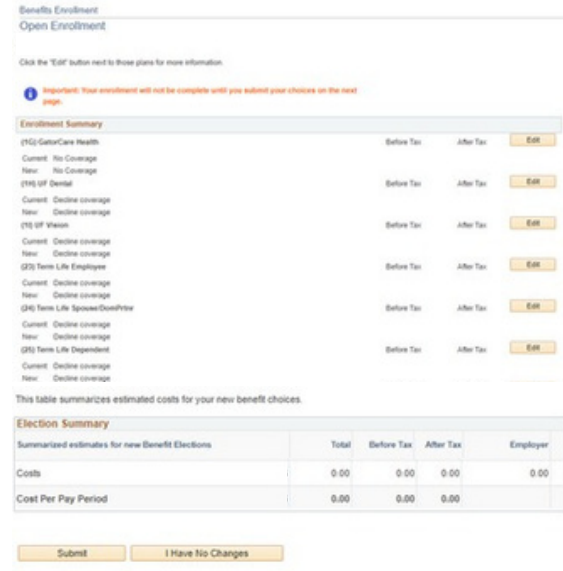 Benefits Enrollment
Open Enrollment
Click the "Edit" button next to those plans for more information.
Important: Your enrollment will not be complete until you submit your choices on the next
page.
Enrollment Summary
(1G) GatorCare Health Before Tax After Tax Edit
Current: No Coverage
New: No Coverage
(1H) UF Dental Before Tax After Tax Edit
Current: Decline coverage
New: Decline coverage
(1I) UF Vision Before Tax After Tax Edit
Current: Decline coverage
New: Decline coverage
(23) Term Life Employee Before Tax After Tax Edit
Current: Decline coverage
New: Decline coverage
(24) Term Life Spouse/DomPrtnr Before Tax After Tax Edit
Current: Decline coverage
New: Decline coverage
(25) Term Life Dependent Before Tax After Tax Edit
Current: Decline coverage
New: Decline coverage
This table summarizes estimated costs for your new benefit choices.
Election Summary
Summarized estimates for new Benefit Elections Total Before Tax After Tax Employer
Costs 0.00 0.00 0.00 0.00
Cost Per Pay Period 0.00 0.00 0.00
Submit I Have No Changes